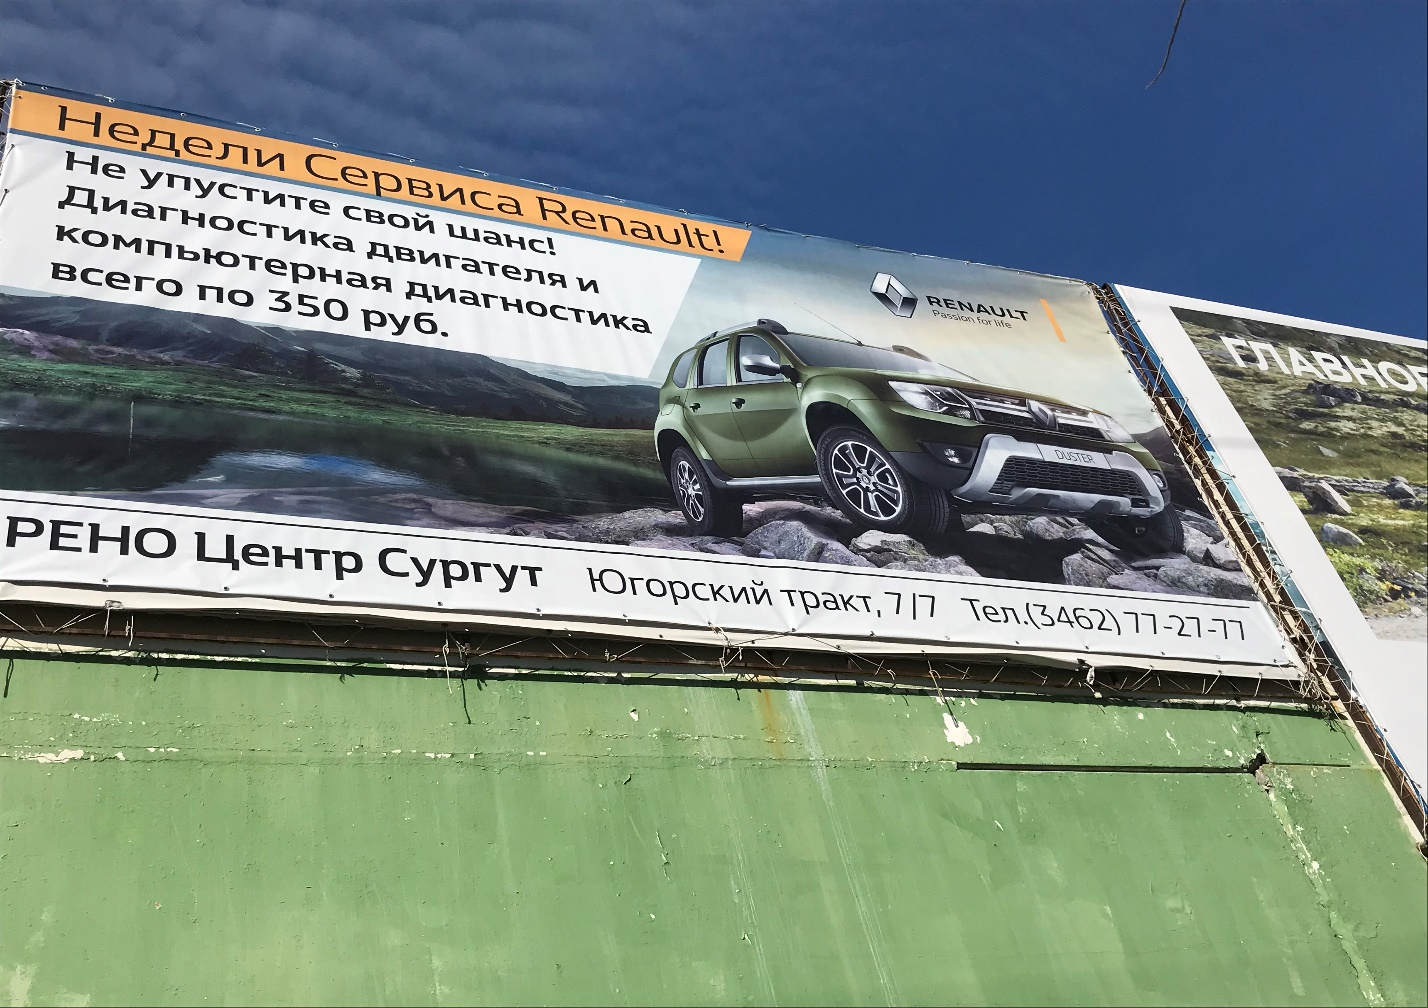 Недели Сервиса Renault!
Не упустите свой шанс!
Диагностика двигателя и
компьютерная диагностика
всего по 350 руб.
RENAULT
Passion for life
DUSTER
РЕНО Центр Сургут Югорский тракт, 7/7 Тел.(3462) 77-27-77